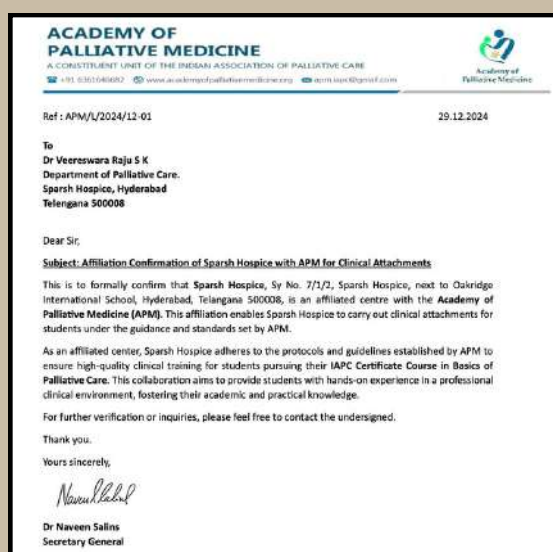 ACADEMY OF
PALLIATIVE MEDICINE
A CONSTITUENT UNIT OF THE INDIAN ASSOCIATION OF PALLIATIVE CARE
www.academyofpalliativemedicine.org
Academy of
Palliative Medicine
Ref : APM/L/2024/12-01
29.12.2024
To
Dr Veereswara Raju S K
Department of Palliative Care.
Sparsh Hospice, Hyderabad
Telengana 500008
Dear Sir,
Subject: Affiliation Confirmation of Sparsh Hospice with APM for Clinical Attachments
This is to formally confirm that Sparsh Hospice, Sy No. 7/1/2, Sparsh Hospice, next to Oakridge
International School, Hyderabad, Telangana 500008, is an affiliated centre with the Academy of
Palliative Medicine (APM). This affiliation enables Sparsh Hospice to carry out clinical attachments for
students under the guidance and standards set by APM.
As an affiliated center, Sparsh Hospice adheres to the protocols and guidelines established by APM to
ensure high-quality clinical training for students pursuing their IAPC Certificate Course in Basics of
Palliative Care. This collaboration aims to provide students with hands-on experience in a professional
clinical environment, fostering their academic and practical knowledge.
For further verification or inquiries, please feel free to contact the undersigned.
Thank you.
Yours sincerely,
Dr Naveen Salins
Secretary General